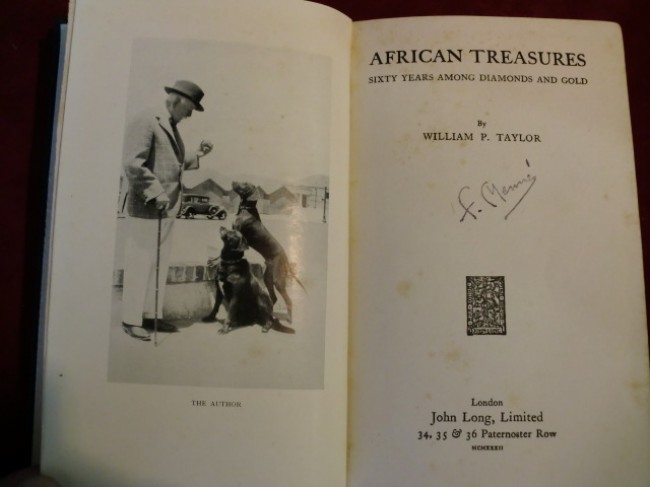 THE AUTHOR
AFRICAN TREASURES
SIXTY YEARS AMONG DIAMONDS AND GOLD
By
WILLIAM P. TAYLOR
London
John Long, Limited
34, 35 & 36 Paternoster Row
MCMXXXII